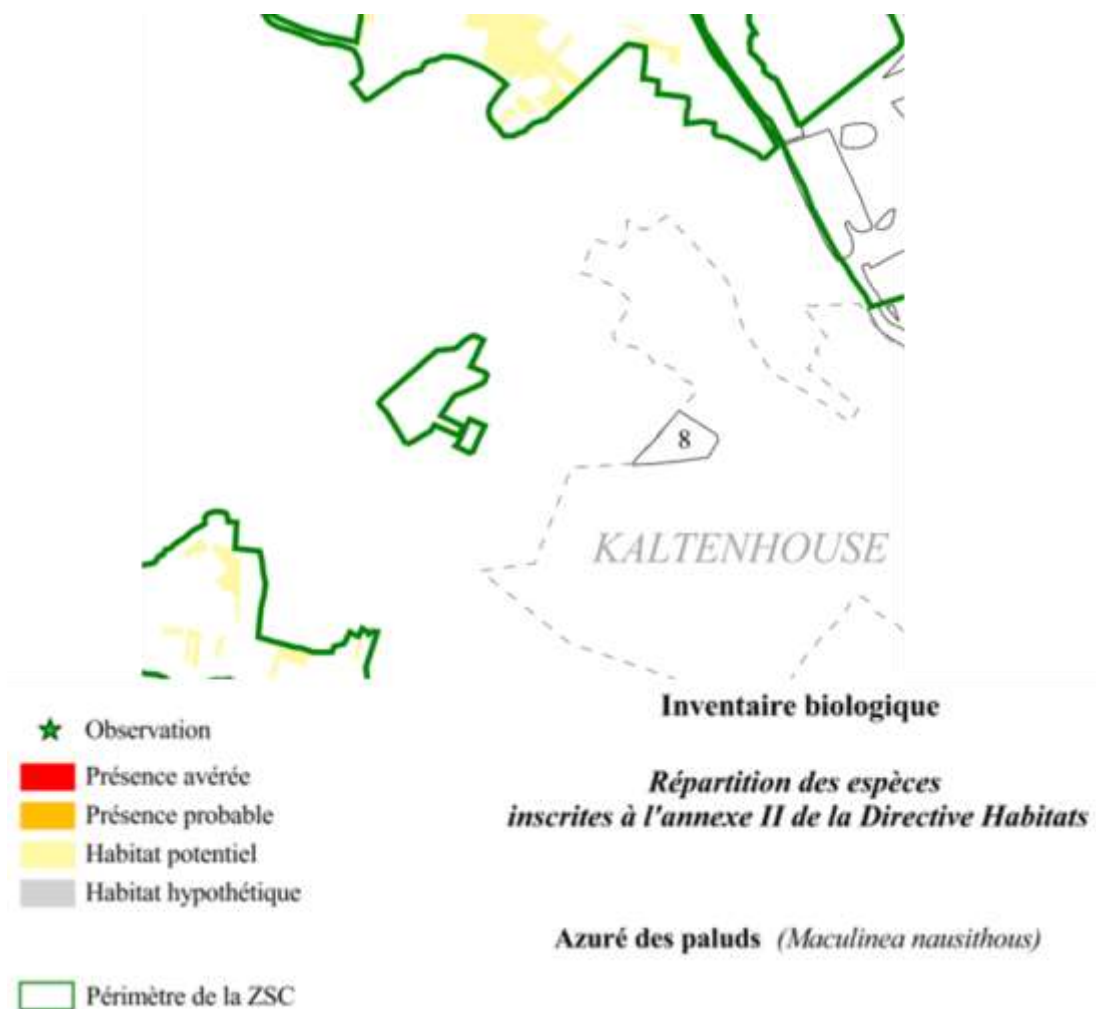 8
KALTENHOUSE
Observation
Présence avérée
Présence probable
Habitat potentiel
Habitat hypothétique
Périmètre de la ZSC
Inventaire biologique
Répartition des espèces
inscrites à l'annexe II de la Directive Habitats
Azuré des paluds (Maculinea nausithous)